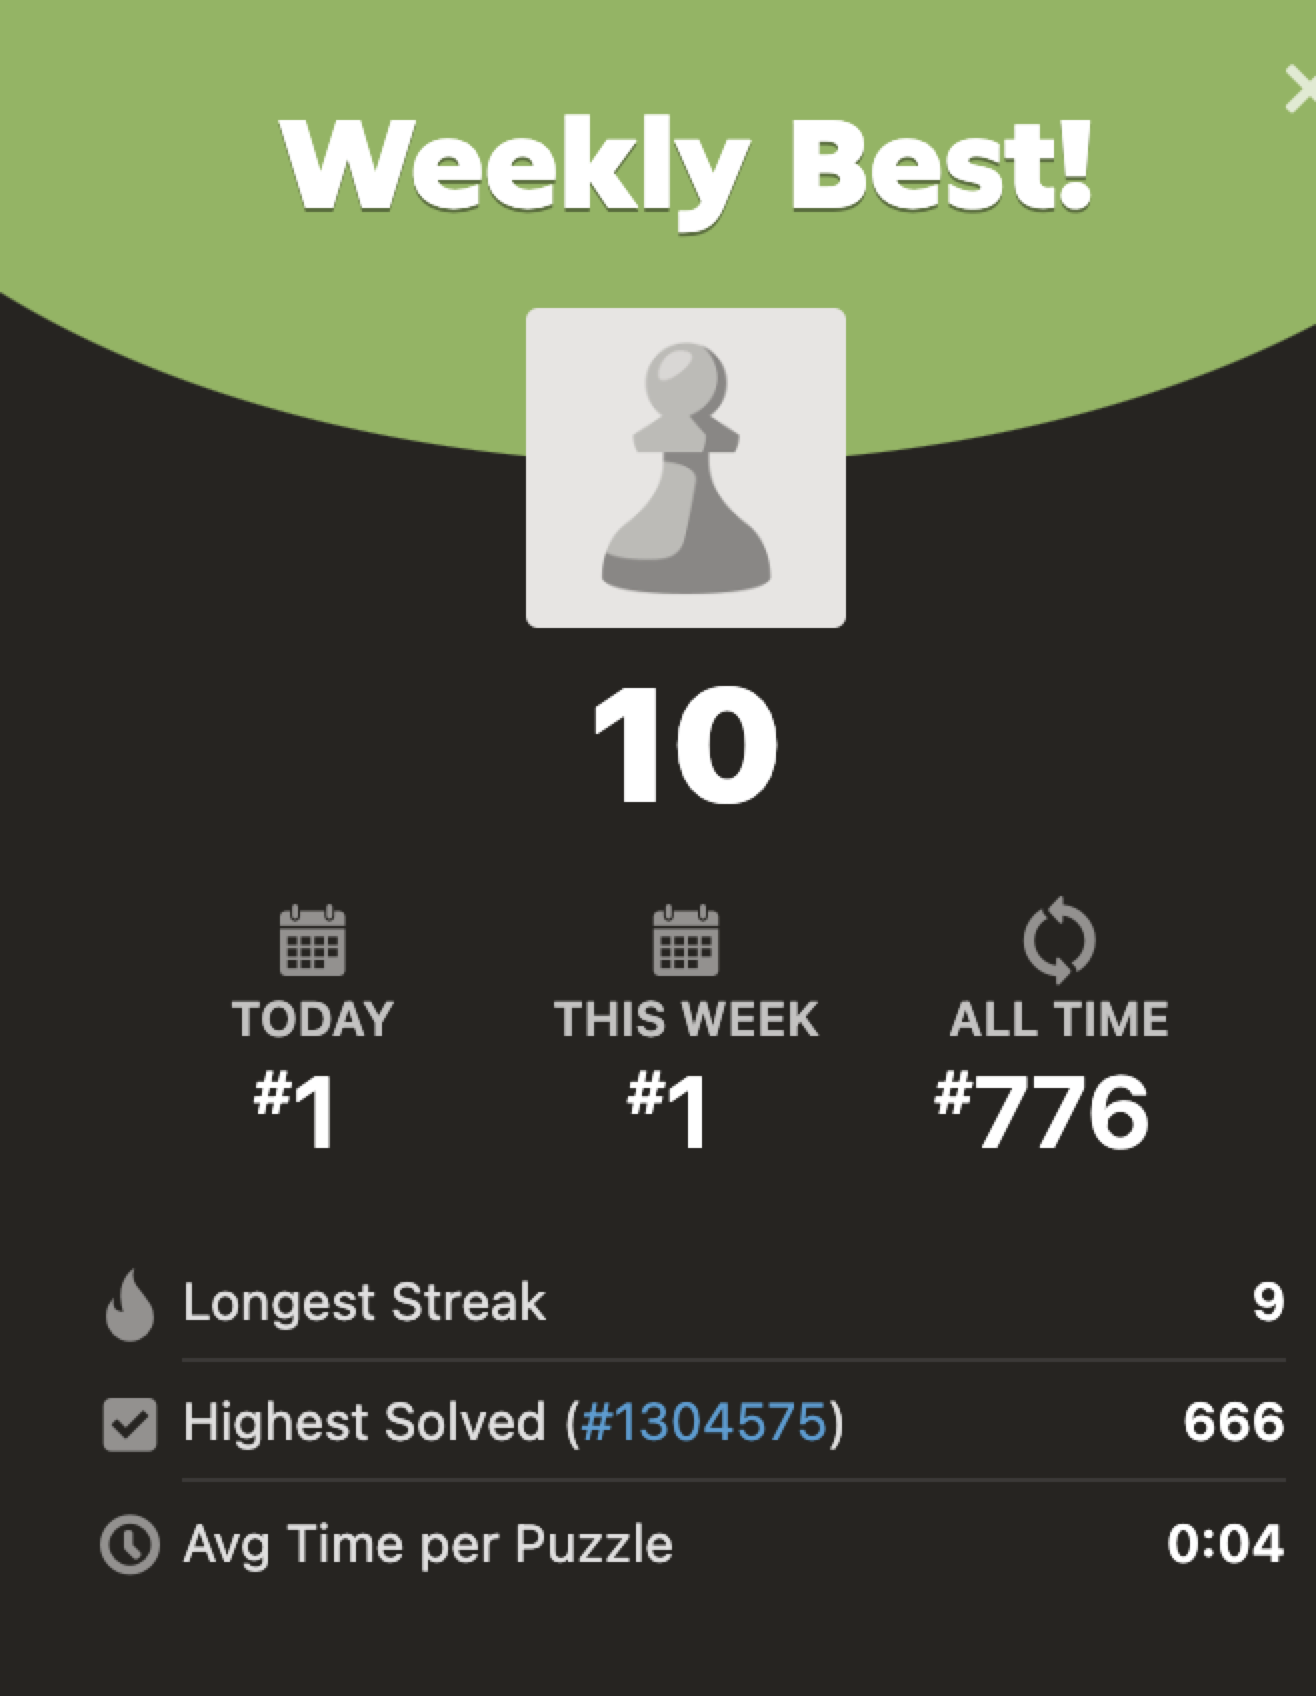 Weekly Best!
10
TODAY THIS WEEK ALL TIME
#1 #1 #776
Longest Streak 9
Highest Solved (#1304575) 666
Avg Time per Puzzle 0:04